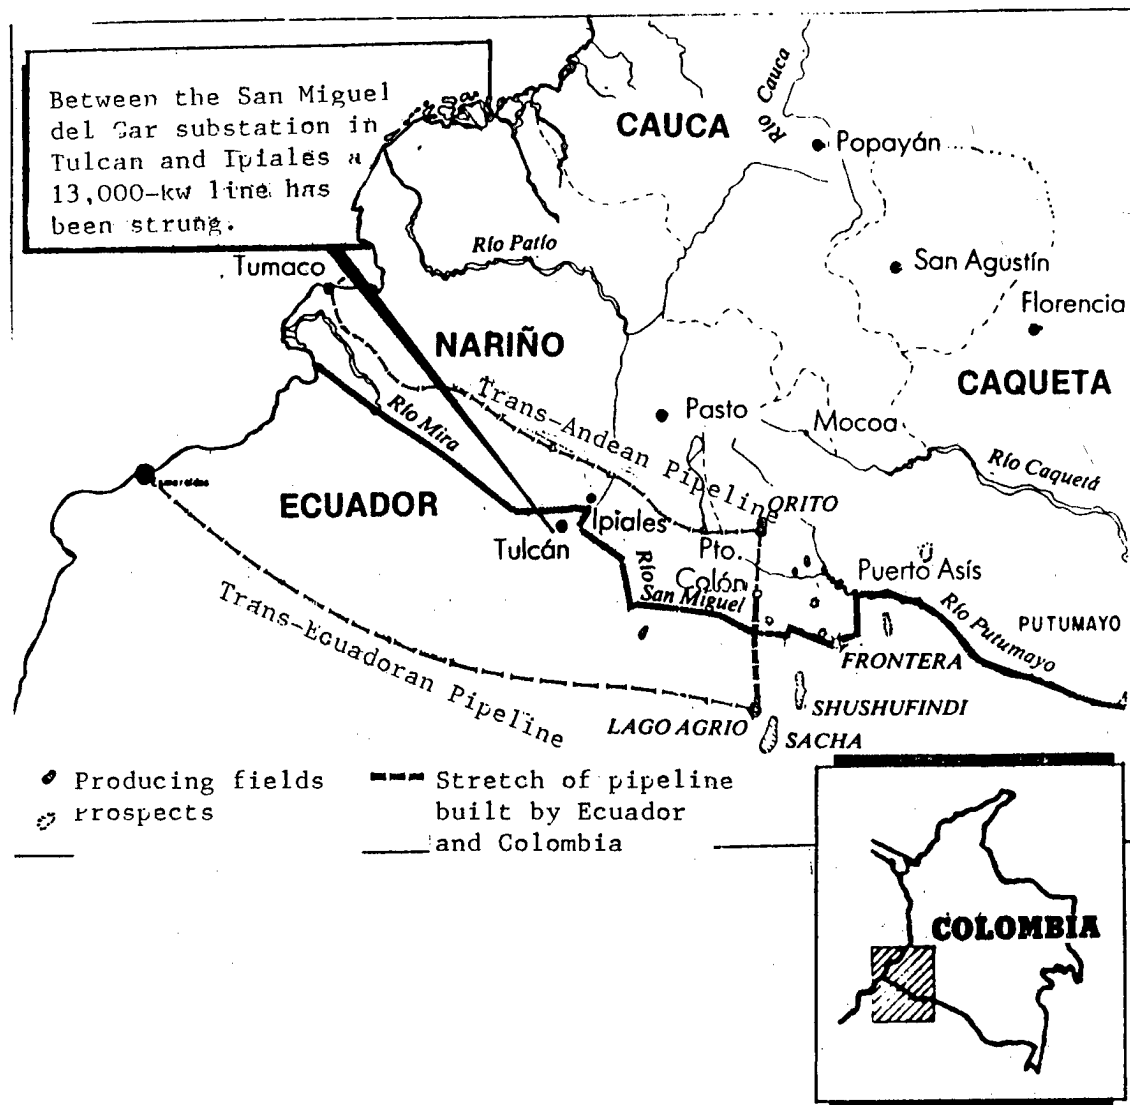 Between the San Miguel
del Car substation in
Tulcan and Ipiales a
13,000-kw line has
been strung.
CAUCA
Río Cauca
Popayán
Río Patío
Tumaco
San Agustín
Florencia
NARIÑO
CAQUETA
Trans-Andean Pipeline
Río Mira
Pasto
Mocoa
Río Caquetá
Esmeraldas
ECUADOR
ORITO
Ipiales
Tulcán
Pto.
Colón
Río
San Miguel
Puerto Asís
Río Putumayo
PUTUMAYO
Trans-Ecuadoran Pipeline
FRONTERA
LAGO AGRIO
SHUSHUFINDI
SACHA
Producing fields
Prospects
Stretch of pipeline
built by Ecuador
and Colombia
COLOMBIA